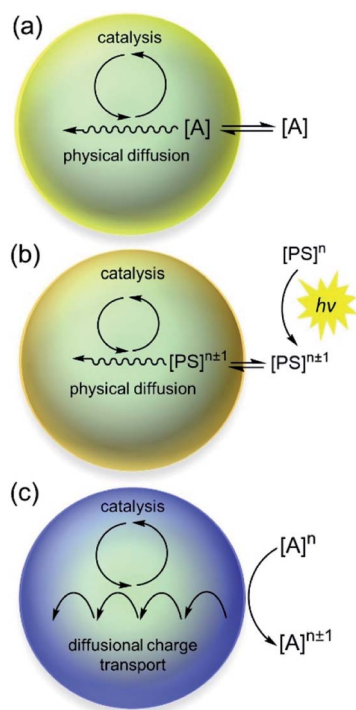 (a)
catalysis
[A] [A]
physical diffusion
(b)
[PS]ⁿ
catalysis
hν
[PS]ⁿ±¹ [PS]ⁿ±¹
physical diffusion
(c)
catalysis
[A]ⁿ
diffusional charge
transport
[A]ⁿ±¹